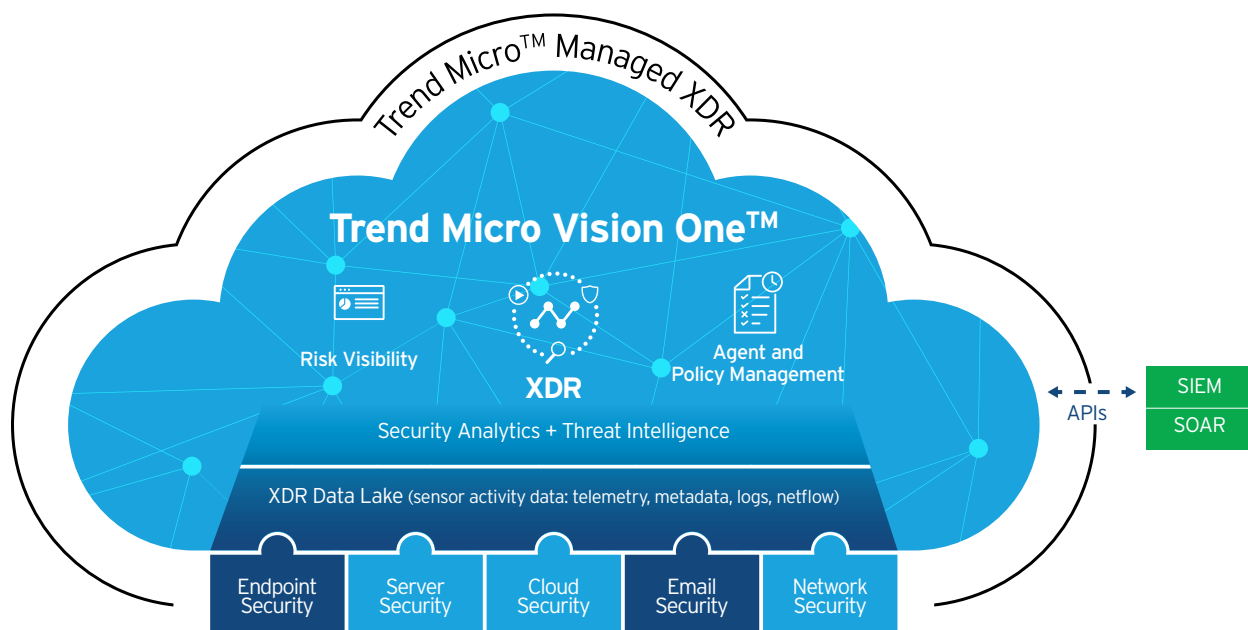 Trend Micro™ Managed XDR
Trend Micro Vision One™
Risk Visibility
XDR
Agent and
Policy Management
Security Analytics + Threat Intelligence
XDR Data Lake (sensor activity data: telemetry, metadata, logs, netflow)
Endpoint
Security
Server
Security
Cloud
Security
Email
Security
Network
Security
APIs
SIEM
SOAR